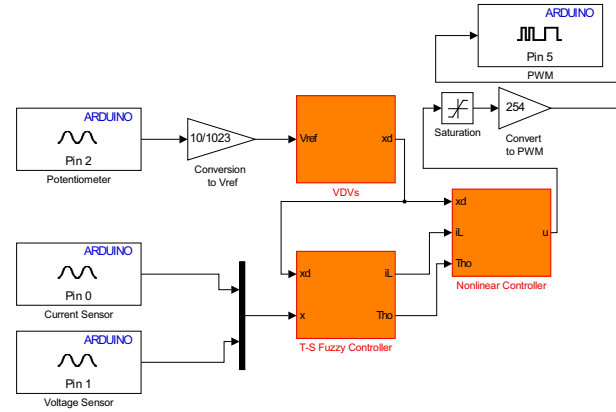 ARDUINO
Pin 5
PWM
ARDUINO
Pin 2
Potentiometer
10/1023
Conversion
to Vref
Vref
xd
VDVs
Saturation
254
Convert
to PWM
xd
iL
Tho
u
Nonlinear Controller
ARDUINO
Pin 0
Current Sensor
xd
x
iL
Tho
T-S Fuzzy Controller
ARDUINO
Pin 1
Voltage Sensor